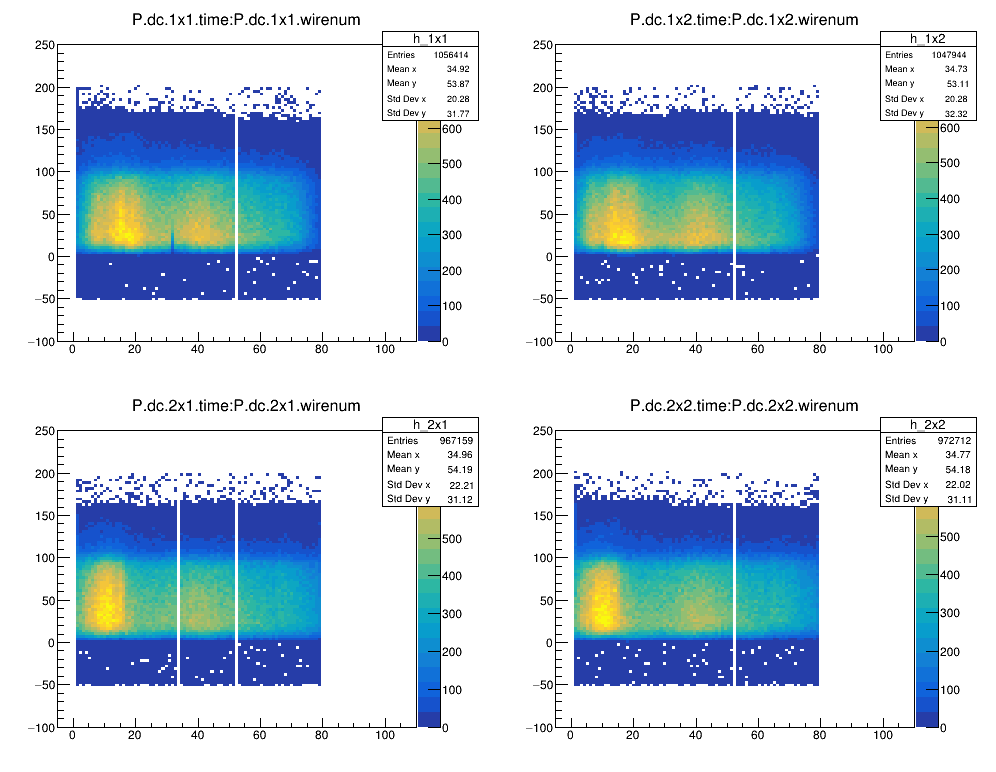 P.dc.1x1.time:P.dc.1x1.wirenum
h_1x1
Entries 1056414
Mean x 34.92
Mean y 53.87
Std Dev x 20.28
Std Dev y 31.77
250
200
150
100
50
0
−50
−100
0 20 40 60 80 100
600
500
400
300
200
100
0
P.dc.1x2.time:P.dc.1x2.wirenum
h_1x2
Entries 1047944
Mean x 34.73
Mean y 53.11
Std Dev x 20.28
Std Dev y 32.32
250
200
150
100
50
0
−50
−100
0 20 40 60 80 100
600
500
400
300
200
100
0
P.dc.2x1.time:P.dc.2x1.wirenum
h_2x1
Entries 967159
Mean x 34.96
Mean y 54.19
Std Dev x 22.21
Std Dev y 31.12
250
200
150
100
50
0
−50
−100
0 20 40 60 80 100
500
400
300
200
100
0
P.dc.2x2.time:P.dc.2x2.wirenum
h_2x2
Entries 972712
Mean x 34.77
Mean y 54.18
Std Dev x 22.02
Std Dev y 31.11
250
200
150
100
50
0
−50
−100
0 20 40 60 80 100
500
400
300
200
100
0